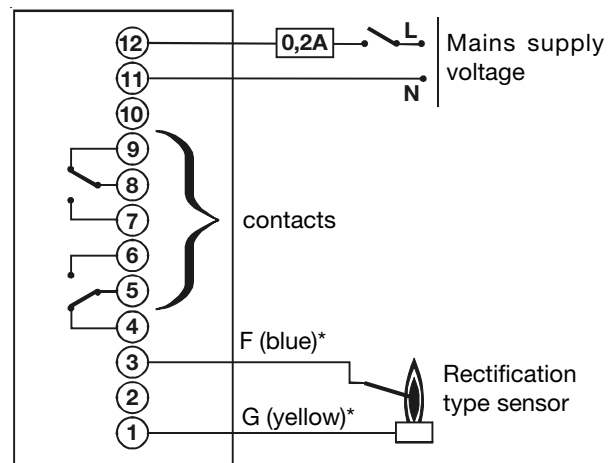 12
0,2A
L
Mains supply
voltage
11
N
10
9
8
7
contacts
6
5
4
F (blue)*
3
Rectification
type sensor
2
G (yellow)*
1